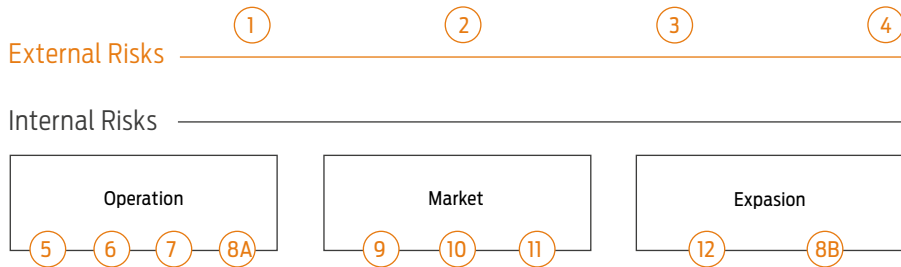 1 2 3 4
External Risks
Internal Risks
Operation Market Expasion
5 6 7 8A 9 10 11 12 8B